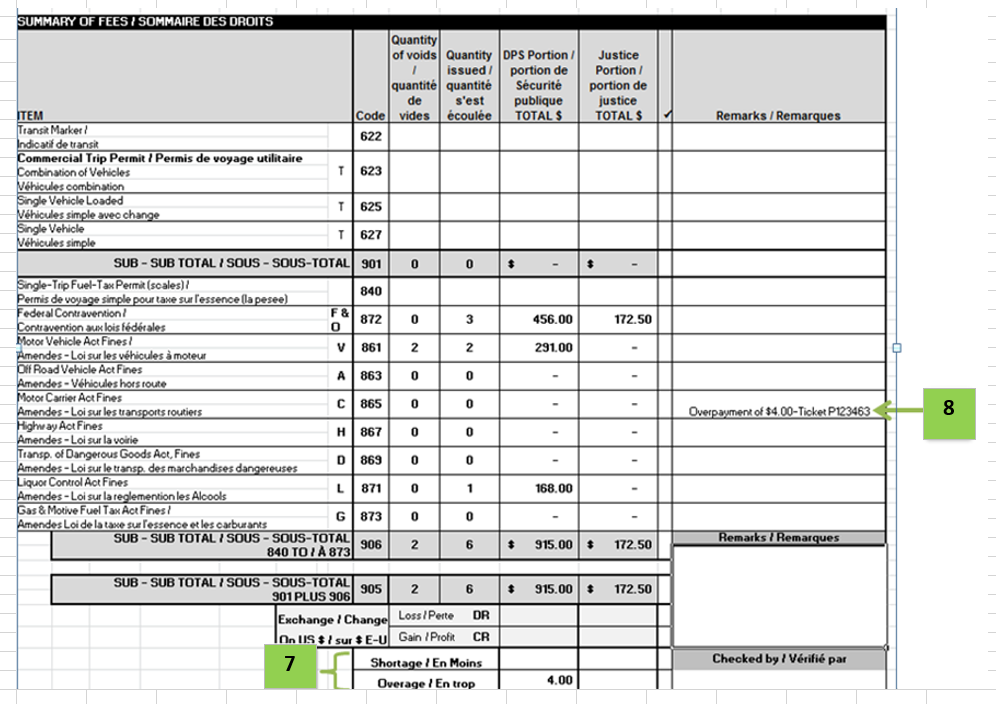 SUMMARY OF FEES / SOMMAIRE DES DROITS
ITEM
Code
Quantity
of voids
/
quantité
de
vides
Quantity
issued /
quantité
s'est
écoulée
DPS Portion /
portion de
Sécurité
publique
TOTAL $
Justice
Portion /
portion de
justice
TOTAL $
✓
Remarks / Remarques
Transit Marker /
Indicatif de transit
622
Commercial Trip Permit / Permis de voyage utilitaire
Combination of Vehicles
Véhicules combination
T 623
Single Vehicle Loaded
Véhicules simple avec change
T 625
Single Vehicle
Véhicules simple
T 627
SUB - SUB TOTAL / SOUS - SOUS-TOTAL 901 0 0 $ - $ -
Single-Trip Fuel-Tax Permit (scales) /
Permis de voyage simple pour taxe sur l'essence (la pesee)
840
Federal Contravention /
Contravention aux lois fédérales
F &
O
872 0 3 456.00 172.50
Motor Vehicle Act Fines /
Amendes - Loi sur les véhicules à moteur
V 861 2 2 291.00 -
Off Road Vehicle Act Fines
Amendes - Véhicules hors route
A 863 0 0 - -
Motor Carrier Act Fines
Amendes - Loi sur les transports routiers
C 865 0 0 - - Overpayment of $4.00-Ticket P123463
8
Highway Act Fines
Amendes - Loi sur la voirie
H 867 0 0 - -
Transp. of Dangerous Goods Act, Fines
Amendes - Loi sur le transp. des marchandises dangereuses
D 869 0 0 - -
Liquor Control Act Fines
Amendes - Loi sur la reglemention les Alcools
L 871 0 1 168.00 -
Gas & Motive Fuel Tax Act Fines /
Amendes Loi de la taxe sur l'essence et les carburants
G 873 0 0 - -
SUB - SUB TOTAL / SOUS - SOUS-TOTAL
840 TO / À 873
906 2 6 $ 915.00 $ 172.50
Remarks / Remarques
SUB - SUB TOTAL / SOUS - SOUS-TOTAL
901 PLUS 906
905 2 6 $ 915.00 $ 172.50
Exchange / Change
On US $ / sur $ E-U
Loss / Perte DR
Gain / Profit CR
7
Shortage / En Moins
Checked by / Vérifié par
Overage / En trop 4.00